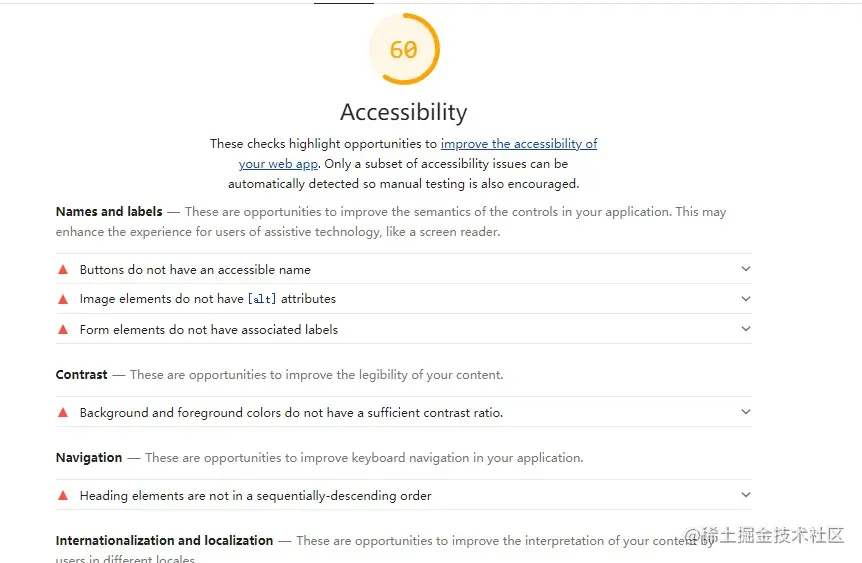 60
Accessibility
These checks highlight opportunities to improve the accessibility of
your web app. Only a subset of accessibility issues can be
automatically detected so manual testing is also encouraged.
Names and labels — These are opportunities to improve the semantics of the controls in your application. This may
enhance the experience for users of assistive technology, like a screen reader.
Buttons do not have an accessible name
Image elements do not have [alt] attributes
Form elements do not have associated labels
Contrast — These are opportunities to improve the legibility of your content.
Background and foreground colors do not have a sufficient contrast ratio.
Navigation — These are opportunities to improve keyboard navigation in your application.
Heading elements are not in a sequentially-descending order
Internationalization and localization — These are opportunities to improve the interpretation of your content by
users in different locales.
@稀土掘金技术社区